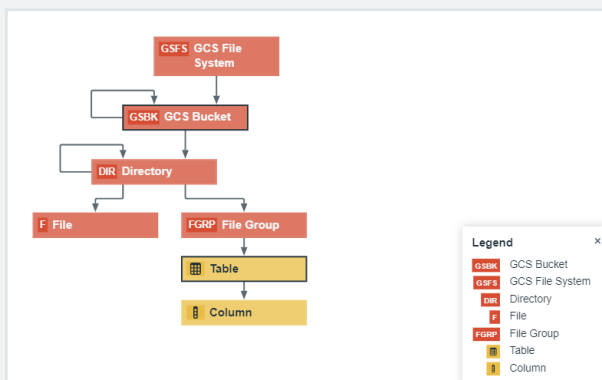 GSFS GCS File
System
GSBK GCS Bucket
DIR Directory
F File
FGRP File Group
Table
Column
Legend ×
GSBK GCS Bucket
GSFS GCS File System
DIR Directory
F File
FGRP File Group
Table
Column